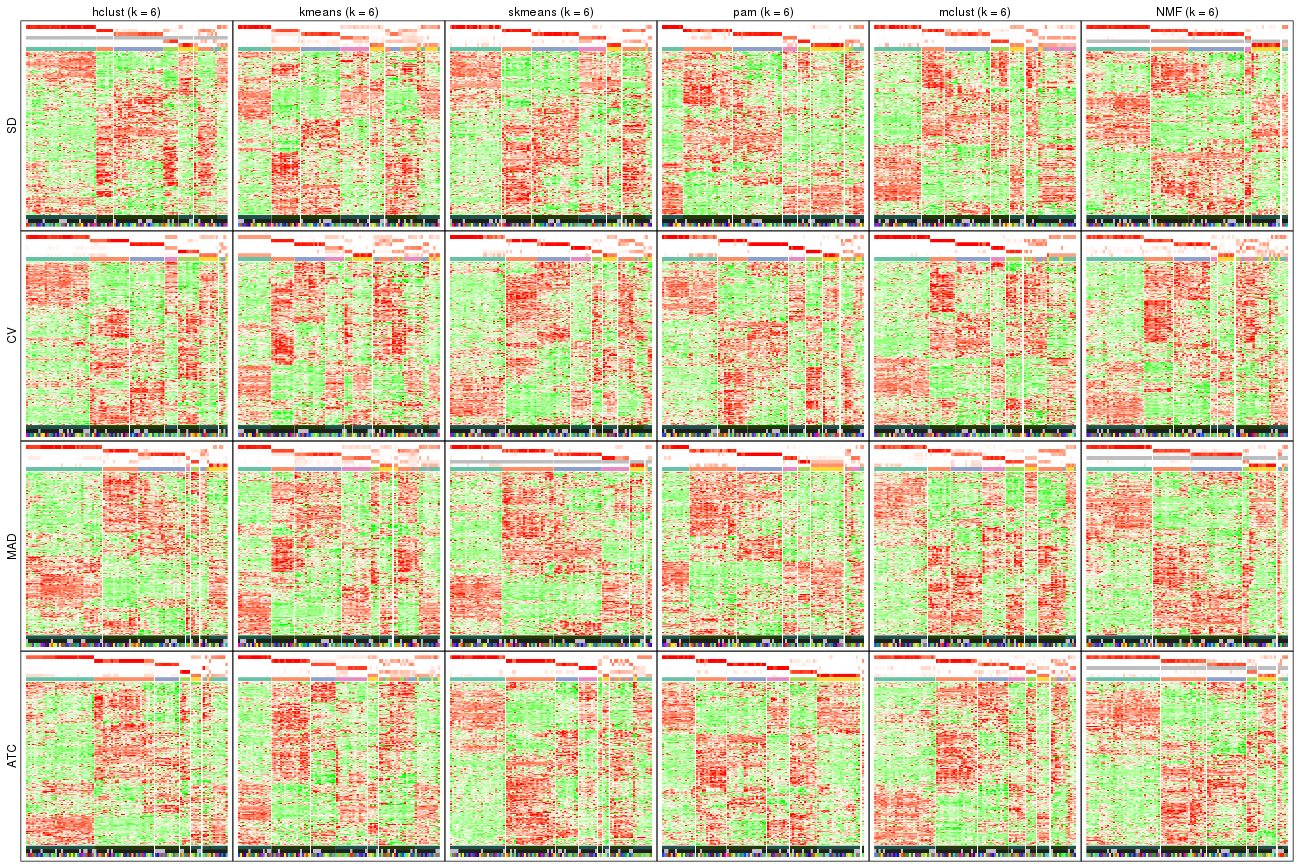 hclust (k = 6) kmeans (k = 6) skmeans (k = 6) pam (k = 6) mclust (k = 6) NMF (k = 6)
SD
CV
MAD
ATC